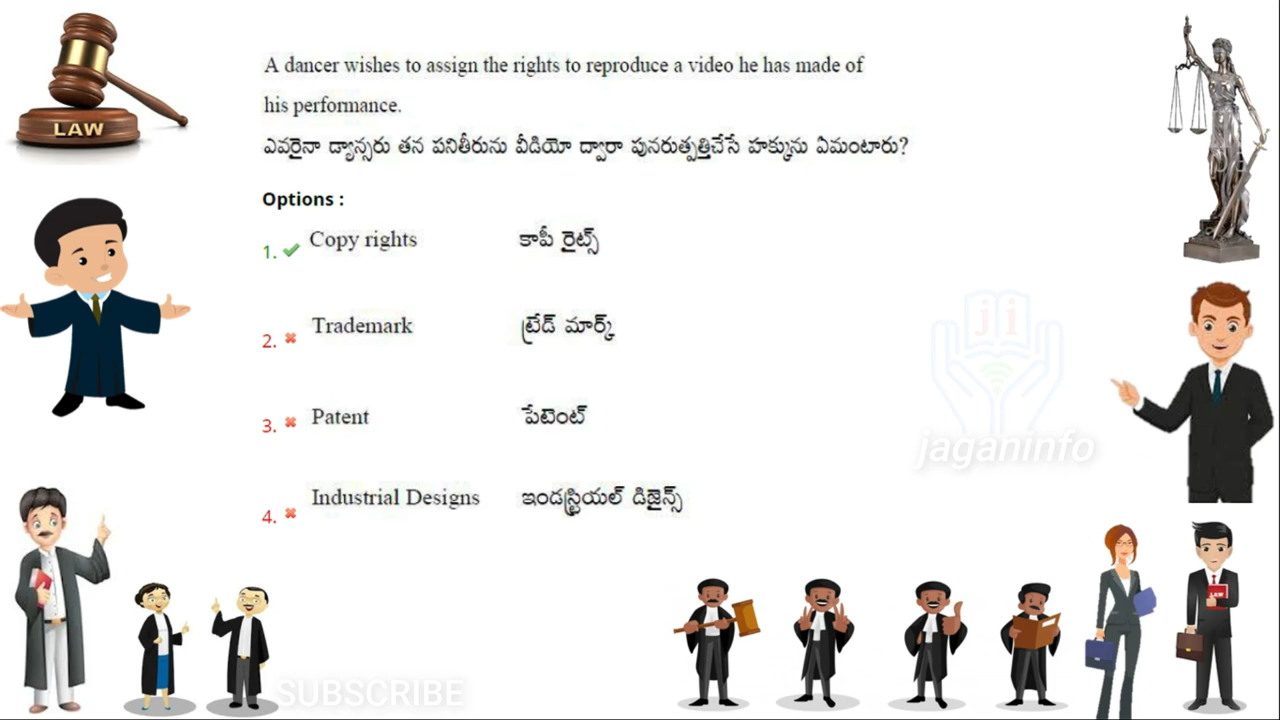 LAW
A dancer wishes to assign the rights to reproduce a video he has made of
his performance.
ఎవరైనా డ్యాన్సరు తన పనితీరును వీడియో ద్వారా పునరుత్పత్తిచేసే హక్కును ఏమంటారు?
Options :
1. Copy rights కాపీ రైట్స్
2. Trademark ట్రేడ్ మార్క్
3. Patent పేటెంట్
4. Industrial Designs ఇండస్ట్రియల్ డిజైన్స్
ji
jaganinfo
LAW
SUBSCRIBE